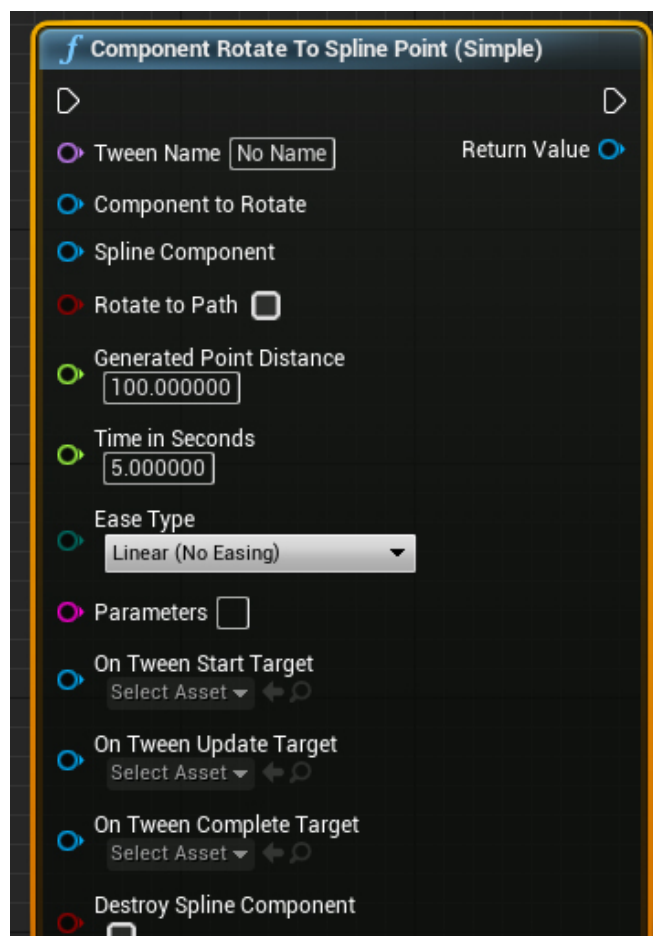 f Component Rotate To Spline Point (Simple)
Tween Name No Name Return Value
Component to Rotate
Spline Component
Rotate to Path
Generated Point Distance
100.000000
Time in Seconds
5.000000
Ease Type
Linear (No Easing)
Parameters
On Tween Start Target
Select Asset
On Tween Update Target
Select Asset
On Tween Complete Target
Select Asset
Destroy Spline Component